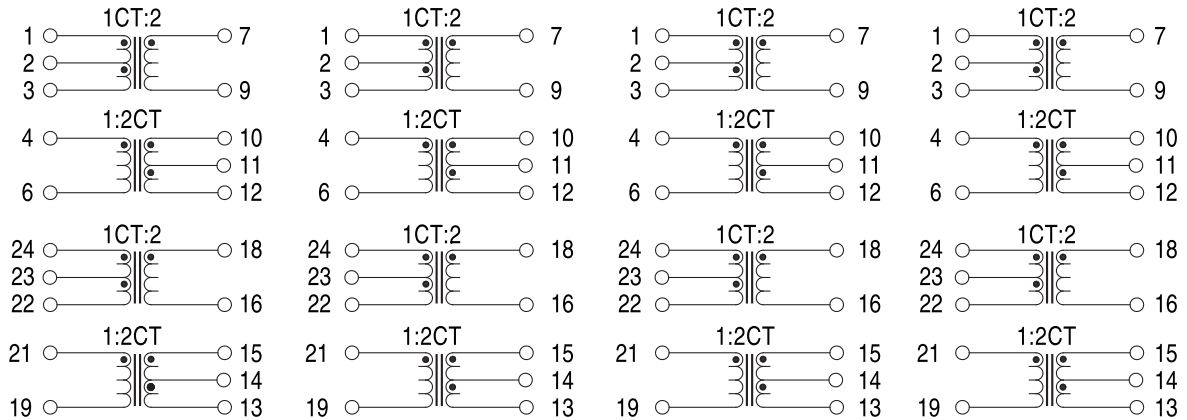 1CT:2 1CT:2 1CT:2 1CT:2
1 7 1 7 1 7 1 7
2 2 2 2
3 9 3 9 3 9 3 9
1:2CT 1:2CT 1:2CT 1:2CT
4 10 4 10 4 10 4 10
11 11 11 11
6 12 6 12 6 12 6 12
1CT:2 1CT:2 1CT:2 1CT:2
24 18 24 18 24 18 24 18
23 23 23 23
22 16 22 16 22 16 22 16
1:2CT 1:2CT 1:2CT 1:2CT
21 15 21 15 21 15 21 15
14 14 14 14
19 13 19 13 19 13 19 13